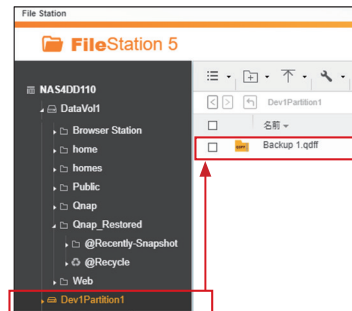 File Station
FileStation 5
NAS4DD110
DataVol1
Browser Station
home
homes
Public
Qnap
Qnap_Restored
@Recently-Snapshot
@Recycle
Web
Dev1Partition1
Dev1Partition1
名前
Backup 1.qdff